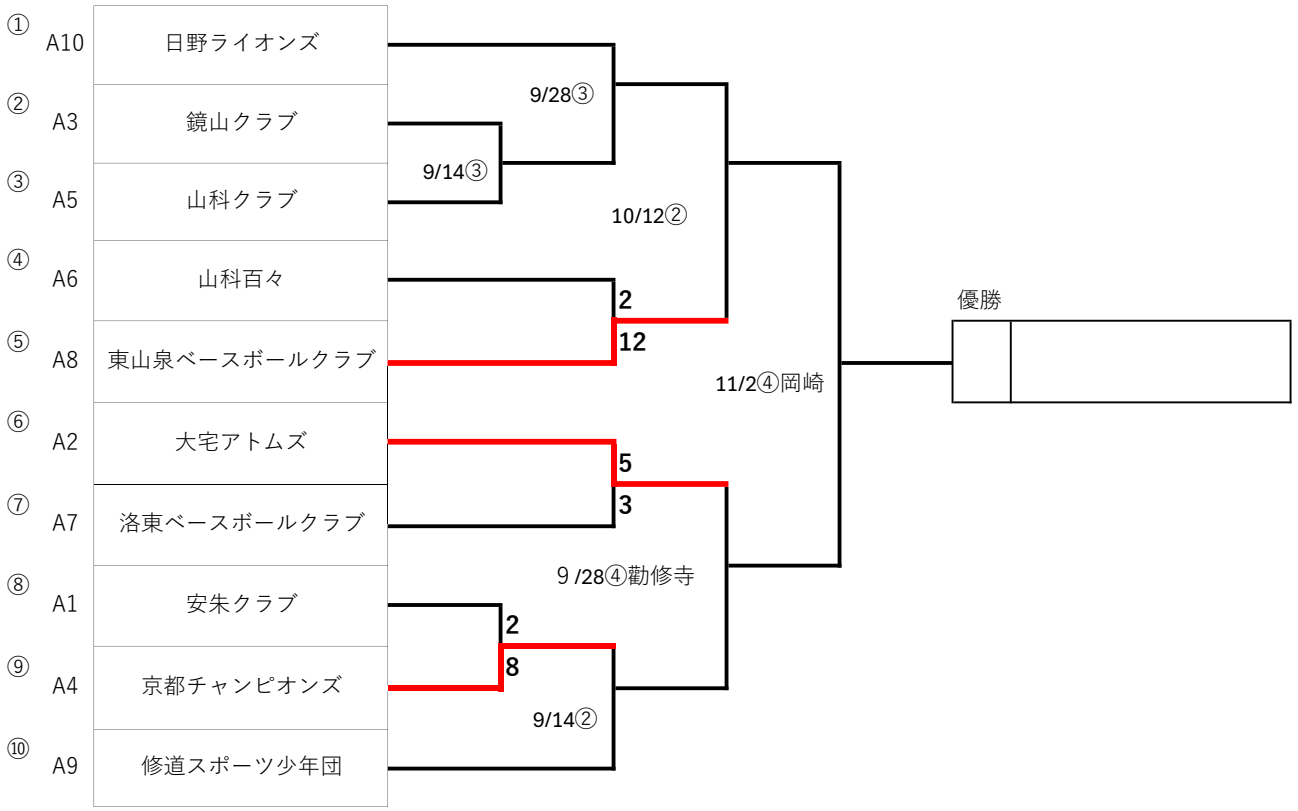 ① A10 日野ライオンズ
9/28③
② A3 鏡山クラブ
9/14③
③ A5 山科クラブ
10/12②
④ A6 山科百々
2
優勝
⑤ A8 東山泉ベースボールクラブ
12
11/2④岡崎
⑥ A2 大宅アトムズ
5
3
⑦ A7 洛東ベースボールクラブ
９/28④勸修寺
⑧ A1 安朱クラブ
2
8
⑨ A4 京都チャンピオンズ
9/14②
⑩ A9 修道スポーツ少年団